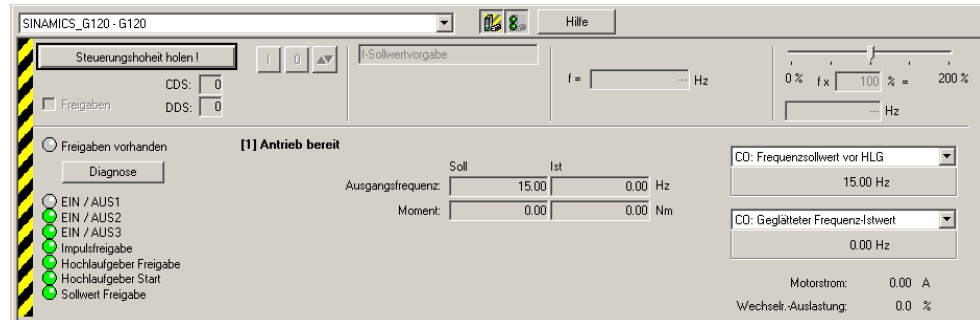 SINAMICS_G120 - G120
Hilfe
Steuerungshoheit holen !
I 0
f-Sollwertvorgabe
CDS: 0
Freigaben
DDS: 0
f = --- Hz
0 % f x 100 % = 200 %
--- Hz
Freigaben vorhanden
[1] Antrieb bereit
Diagnose
Soll Ist
Ausgangsfrequenz: 15.00 0.00 Hz
Moment: 0.00 0.00 Nm
EIN / AUS1
EIN / AUS2
EIN / AUS3
Impulsfreigabe
Hochlaufgeber Freigabe
Hochlaufgeber Start
Sollwert Freigabe
CO: Frequenzsollwert vor HLG
15.00 Hz
CO: Geglätteter Frequenz-Istwert
0.00 Hz
Motorstrom: 0.00 A
Wechselr.-Auslastung: 0.0 %